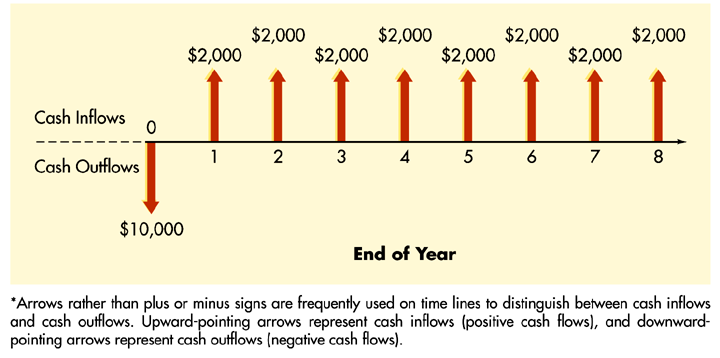 $2,000 $2,000 $2,000 $2,000
$2,000 $2,000 $2,000 $2,000
Cash Inflows
0
Cash Outflows
1 2 3 4 5 6 7 8
$10,000
End of Year
*Arrows rather than plus or minus signs are frequently used on time lines to distinguish between cash inflows
and cash outflows. Upward-pointing arrows represent cash inflows (positive cash flows), and downward-
pointing arrows represent cash outflows (negative cash flows).